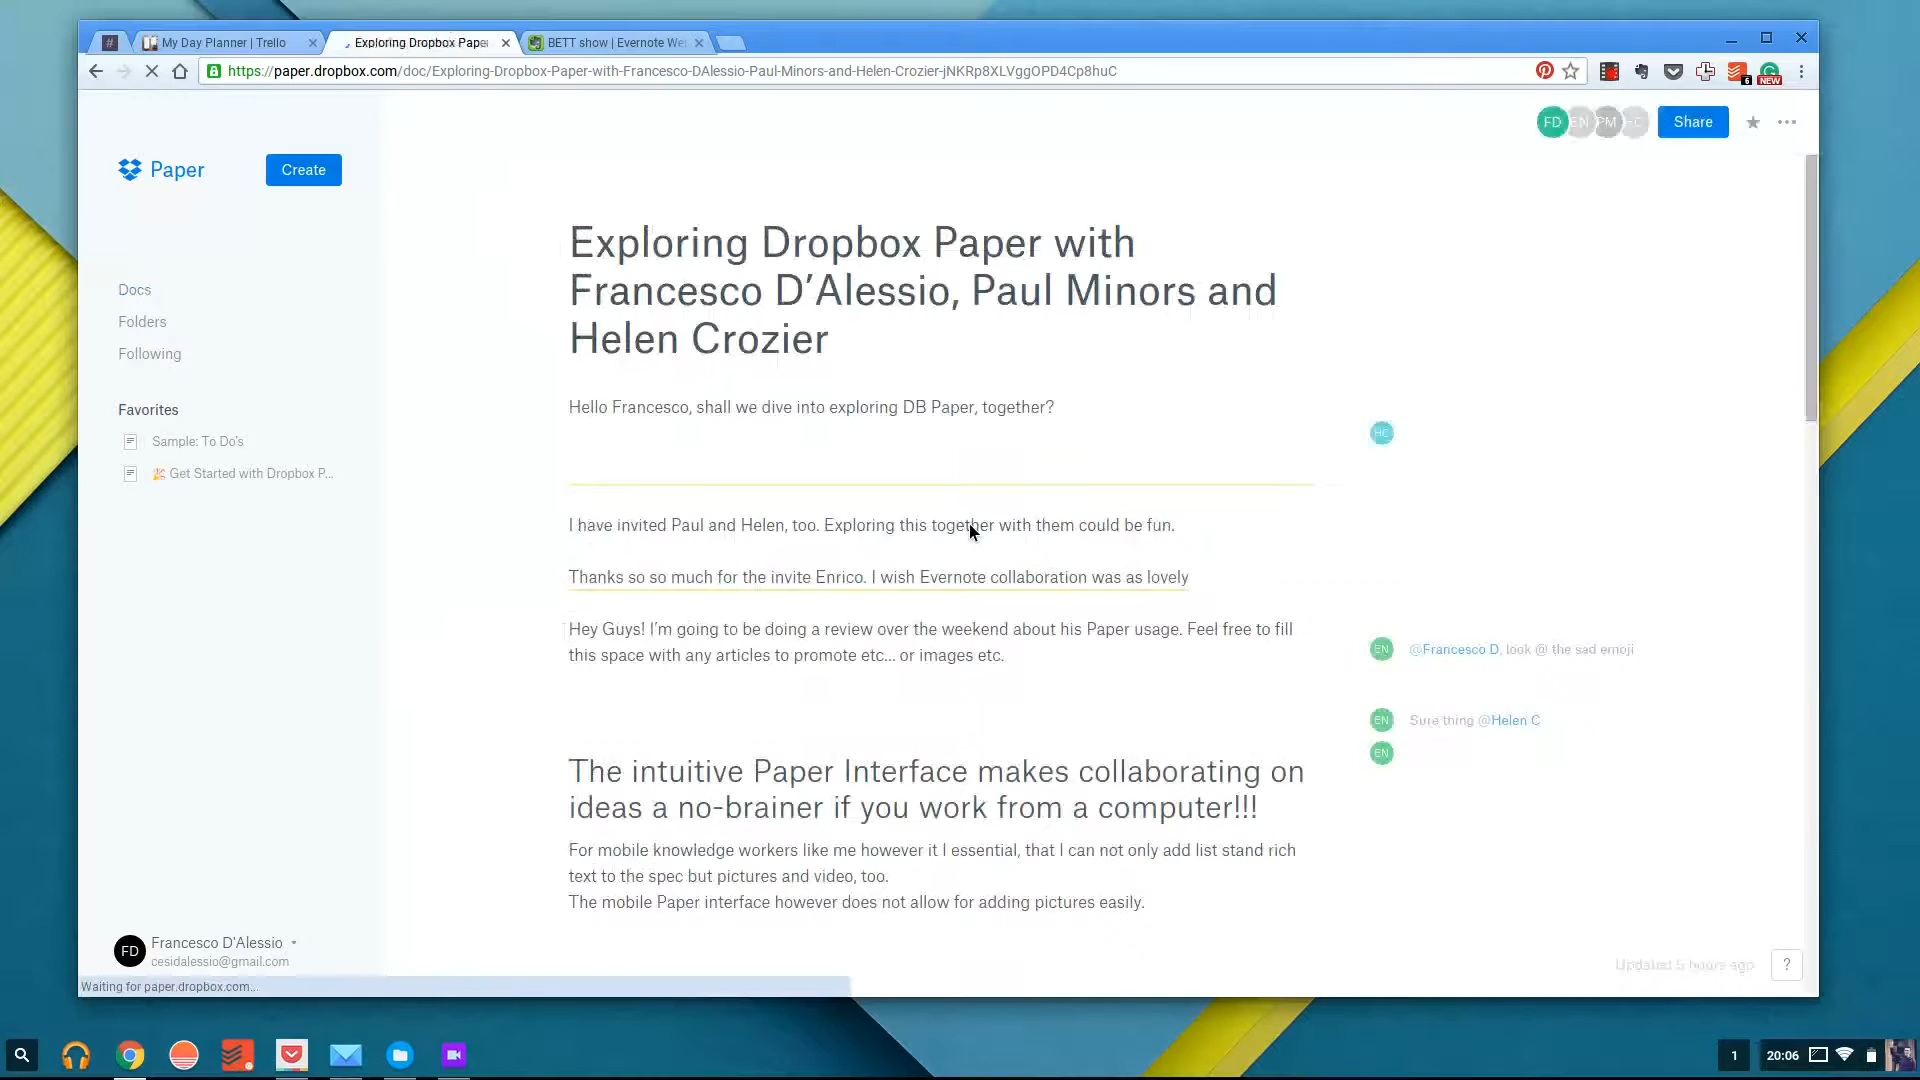 #
My Day Planner | Trello
Exploring Dropbox Pape
BETT show | Evernote We
https://paper.dropbox.com/doc/Exploring-Dropbox-Paper-with-Francesco-DAlessio-Paul-Minors-and-Helen-Crozier-jNKRp8XLVggOPD4Cp8huC
6
NEW
FD EN PM HC
Share
Paper
Create
Docs
Folders
Following
Favorites
Sample: To Do's
Get Started with Dropbox P...
Exploring Dropbox Paper with
Francesco D’Alessio, Paul Minors and
Helen Crozier
Hello Francesco, shall we dive into exploring DB Paper, together?
HC
I have invited Paul and Helen, too. Exploring this together with them could be fun.
Thanks so so much for the invite Enrico. I wish Evernote collaboration was as lovely
Hey Guys! I’m going to be doing a review over the weekend about his Paper usage. Feel free to fill
this space with any articles to promote etc... or images etc.
EN @Francesco D, look @ the sad emoji
EN Sure thing @Helen C
EN
The intuitive Paper Interface makes collaborating on
ideas a no-brainer if you work from a computer!!!
For mobile knowledge workers like me however it I essential, that I can not only add list stand rich
text to the spec but pictures and video, too.
The mobile Paper interface however does not allow for adding pictures easily.
FD
Francesco D'Alessio
cesidalessio@gmail.com
Updated 5 hours ago
?
Waiting for paper.dropbox.com...
1
20:06